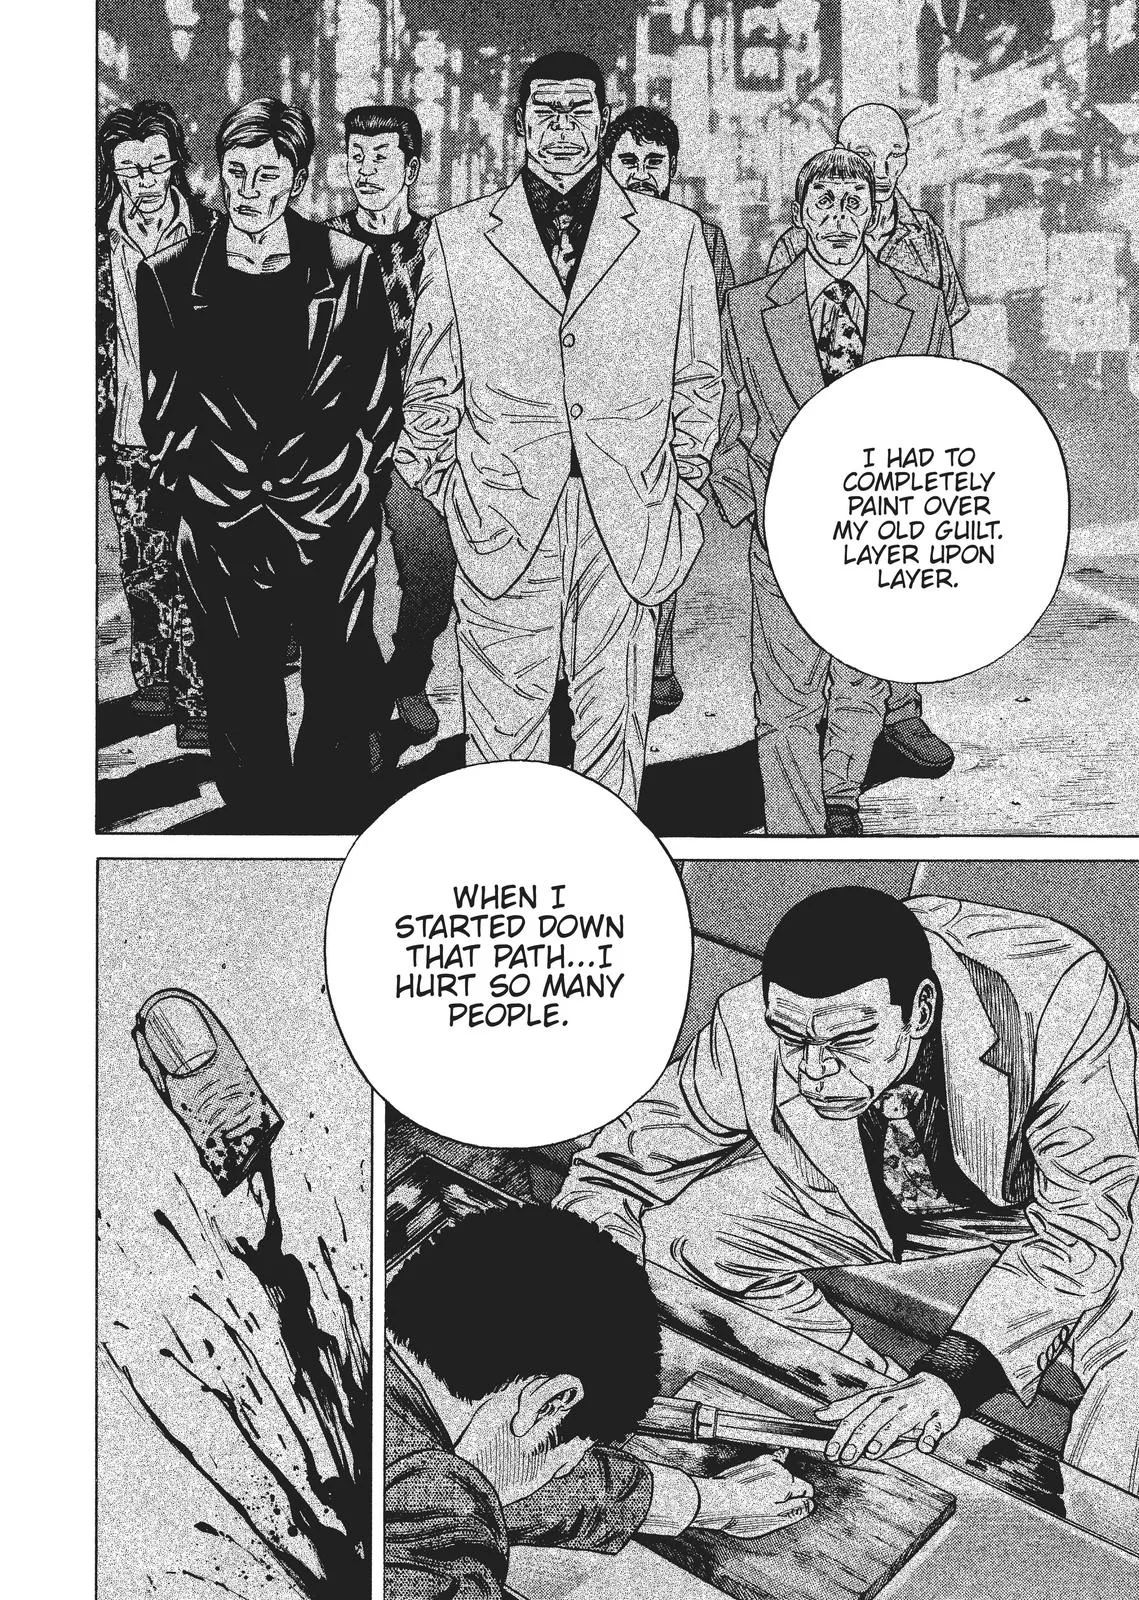 I HAD TO
COMPLETELY
PAINT OVER
MY OLD GUILT.
LAYER UPON
LAYER.
WHEN I
STARTED DOWN
THAT PATH...I
HURT SO MANY
PEOPLE.